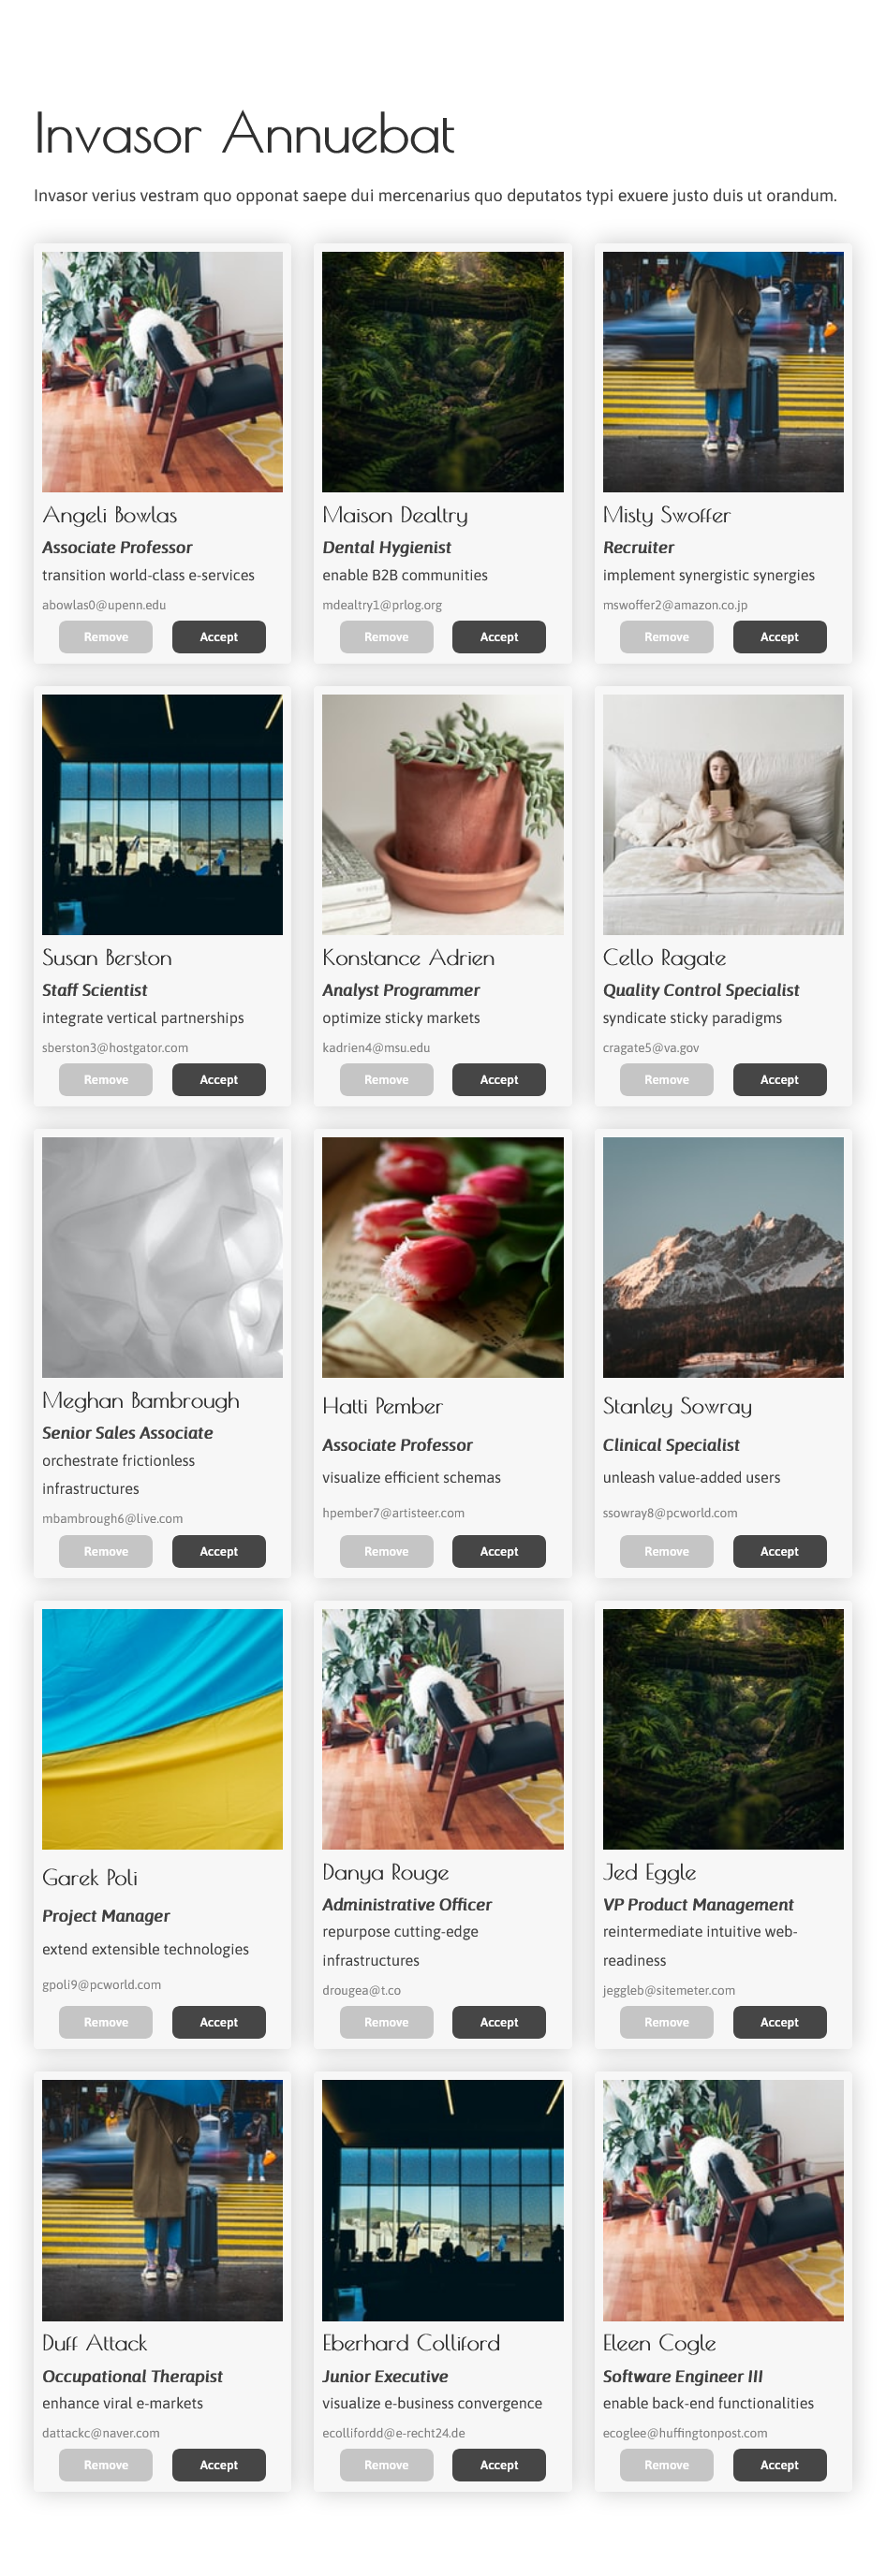 Invasor Annuebat
Invasor verius vestram quo opponat saepe dui mercenarius quo deputatos typi exuere justo duis ut orandum.
Angeli Bowlas
Associate Professor
transition world-class e-services
abowlas0@upenn.edu
Remove
Accept
Maison Dealtry
Dental Hygienist
enable B2B communities
mdealtry1@prlog.org
Remove
Accept
Misty Swoffer
Recruiter
implement synergistic synergies
mswoffer2@amazon.co.jp
Remove
Accept
Susan Berston
Staff Scientist
integrate vertical partnerships
sberston3@hostgator.com
Remove
Accept
Konstance Adrien
Analyst Programmer
optimize sticky markets
kadrien4@msu.edu
Remove
Accept
Cello Ragate
Quality Control Specialist
syndicate sticky paradigms
cragate5@va.gov
Remove
Accept
Meghan Bambrough
Senior Sales Associate
orchestrate frictionless
infrastructures
mbambrough6@live.com
Remove
Accept
Hatti Pember
Associate Professor
visualize efficient schemas
hpember7@artisteer.com
Remove
Accept
Stanley Sowray
Clinical Specialist
unleash value-added users
ssowray8@pcworld.com
Remove
Accept
Garek Poli
Project Manager
extend extensible technologies
gpoli9@pcworld.com
Remove
Accept
Danya Rouge
Administrative Officer
repurpose cutting-edge
infrastructures
drougea@t.co
Remove
Accept
Jed Eggle
VP Product Management
reintermediate intuitive web-
readiness
jeggleb@sitemeter.com
Remove
Accept
Duff Attack
Occupational Therapist
enhance viral e-markets
dattackc@naver.com
Remove
Accept
Eberhard Colliford
Junior Executive
visualize e-business convergence
ecollifordd@e-recht24.de
Remove
Accept
Eleen Cogle
Software Engineer III
enable back-end functionalities
ecoglee@huffingtonpost.com
Remove
Accept